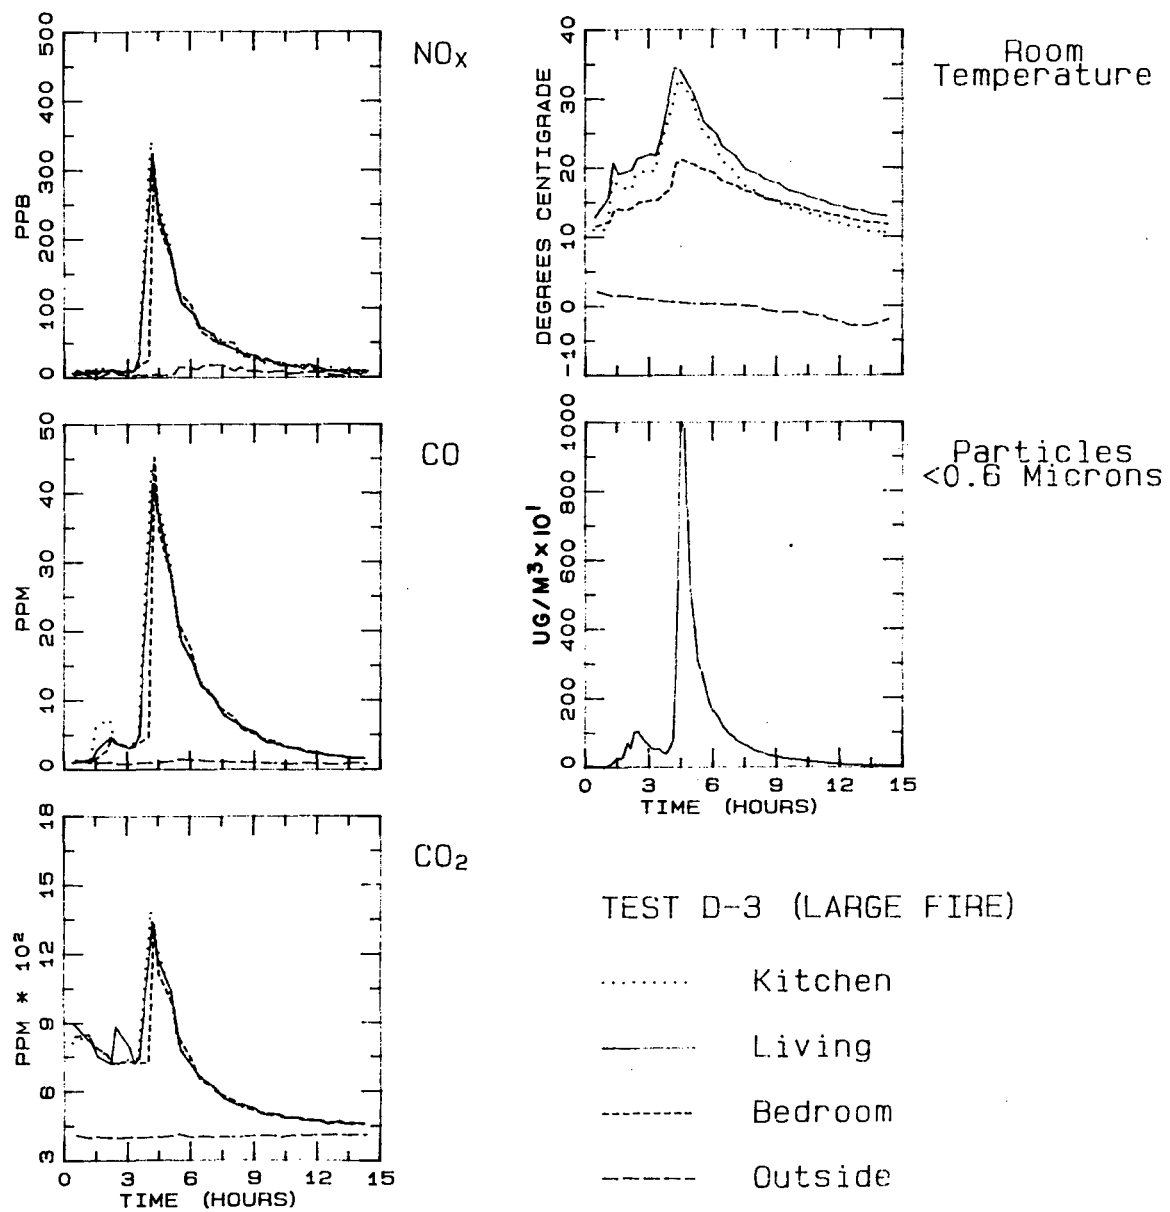 NOx
500
400
300
200
100
0
PPB
CO
50
40
30
20
10
0
PPM
CO2
18
15
12
9
6
3
PPM * 10²
0 3 6 9 12 15
TIME (HOURS)
Room
Temperature
40
30
20
10
0
-10
DEGREES CENTIGRADE
Particles
<0.6 Microns
1000
800
600
400
200
0
UG/M³x10¹
0 3 6 9 12 15
TIME (HOURS)
TEST D-3 (LARGE FIRE)
Kitchen
Living
Bedroom
Outside